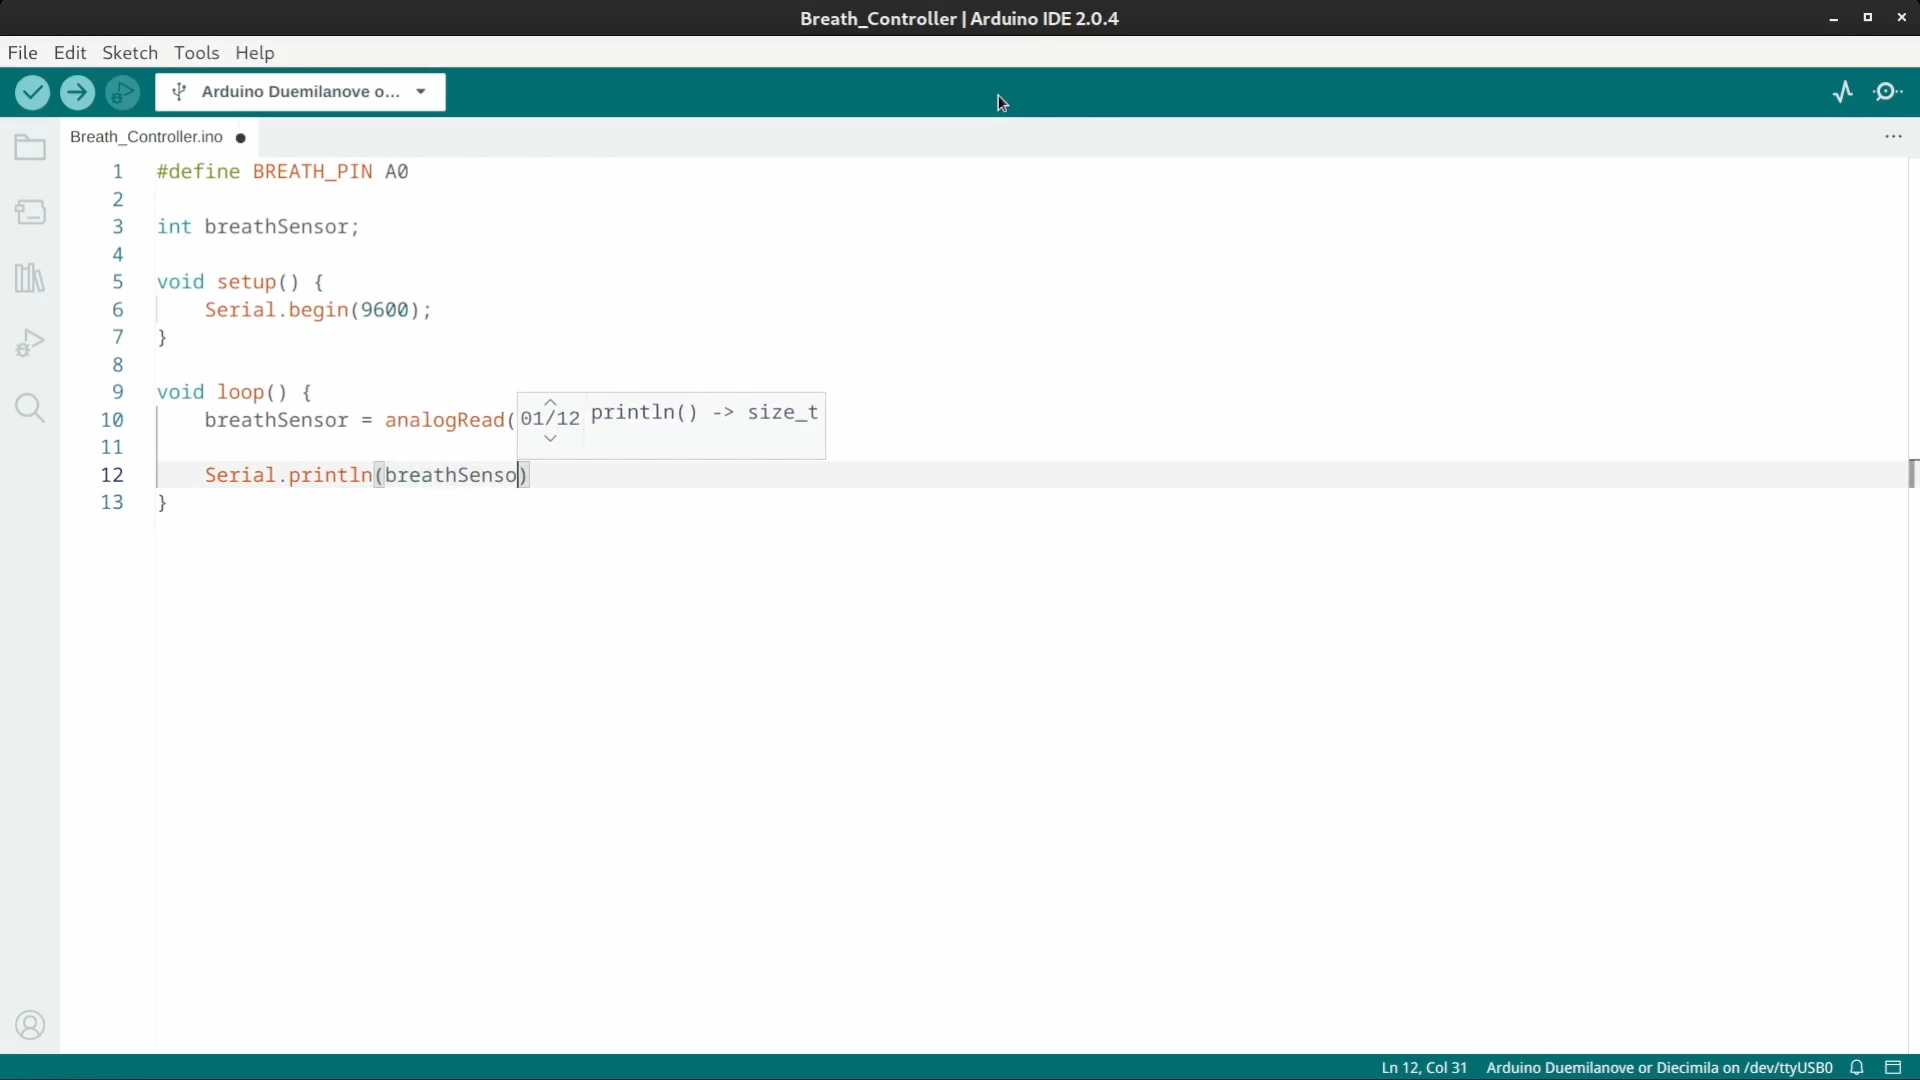 Breath_Controller | Arduino IDE 2.0.4
File Edit Sketch Tools Help
Arduino Duemilanove o...
Breath_Controller.ino
1 #define BREATH_PIN A0
2
3 int breathSensor;
4
5 void setup() {
6 Serial.begin(9600);
7 }
8
9 void loop() {
01/12 println() -> size_t
10 breathSensor = analogRead(
11
12 Serial.println(breathSenso)
13 }
Ln 12, Col 31 Arduino Duemilanove or Diecimila on /dev/ttyUSB0